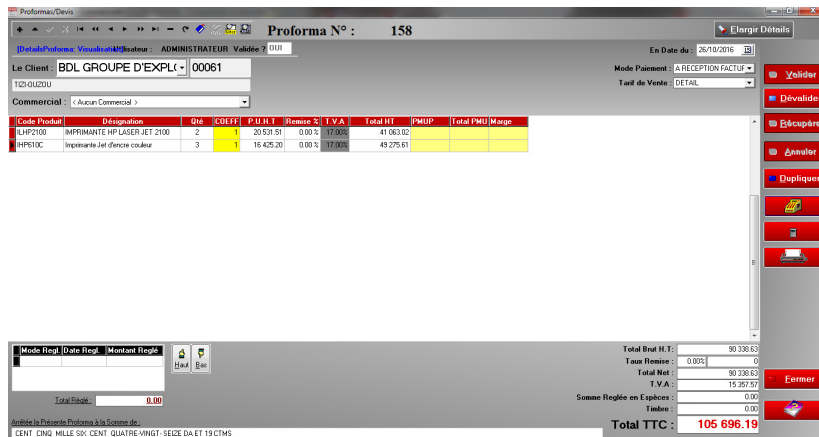 Proformas/Devis
Proforma N° : 158
Elargir Détails
[DetailsProforma: Visualisation] Utilisateur : ADMINISTRATEUR Validée ? OUI
En Date du : 26/10/2016
Le Client : BDL GROUPE D'EXPL( 00061
Mode Paiement : A RECEPTION FACTUF
TIZI-OUZOU
Tarif de Vente : DETAIL
Commercial : < Aucun Commercial >
Valider
Dévalide
Récupère
Annuler
Dupliquer
Code Produit Désignation Qté COEFF P.U.H.T Remise % T.V.A Total HT PMUP Total PMU Marge
ILHP2100 IMPRIMANTE HP LASER JET 2100 2 1 20 531.51 0.00 % 17.00% 41 063.02
IHP610C Imprimante Jet d'encre couleur 3 1 16 425.20 0.00 % 17.00% 49 275.61
Mode Regl. Date Regl. Montant Reglé
Haut Bas
Total Réglé : 0.00
Total Brut H.T: 90 338.63
Taux Remise : 0.00% 0
Total Net : 90 338.63
T.V.A : 15 357.57
Somme Reglée en Espèces : 0.00
Timbre : 0.00
Total TTC : 105 696.19
Fermer
Arrêtée la Présente Proforma à la Somme de :
CENT CINQ MILLE SIX CENT QUATRE-VINGT- SEIZE DA ET 19 CTMS